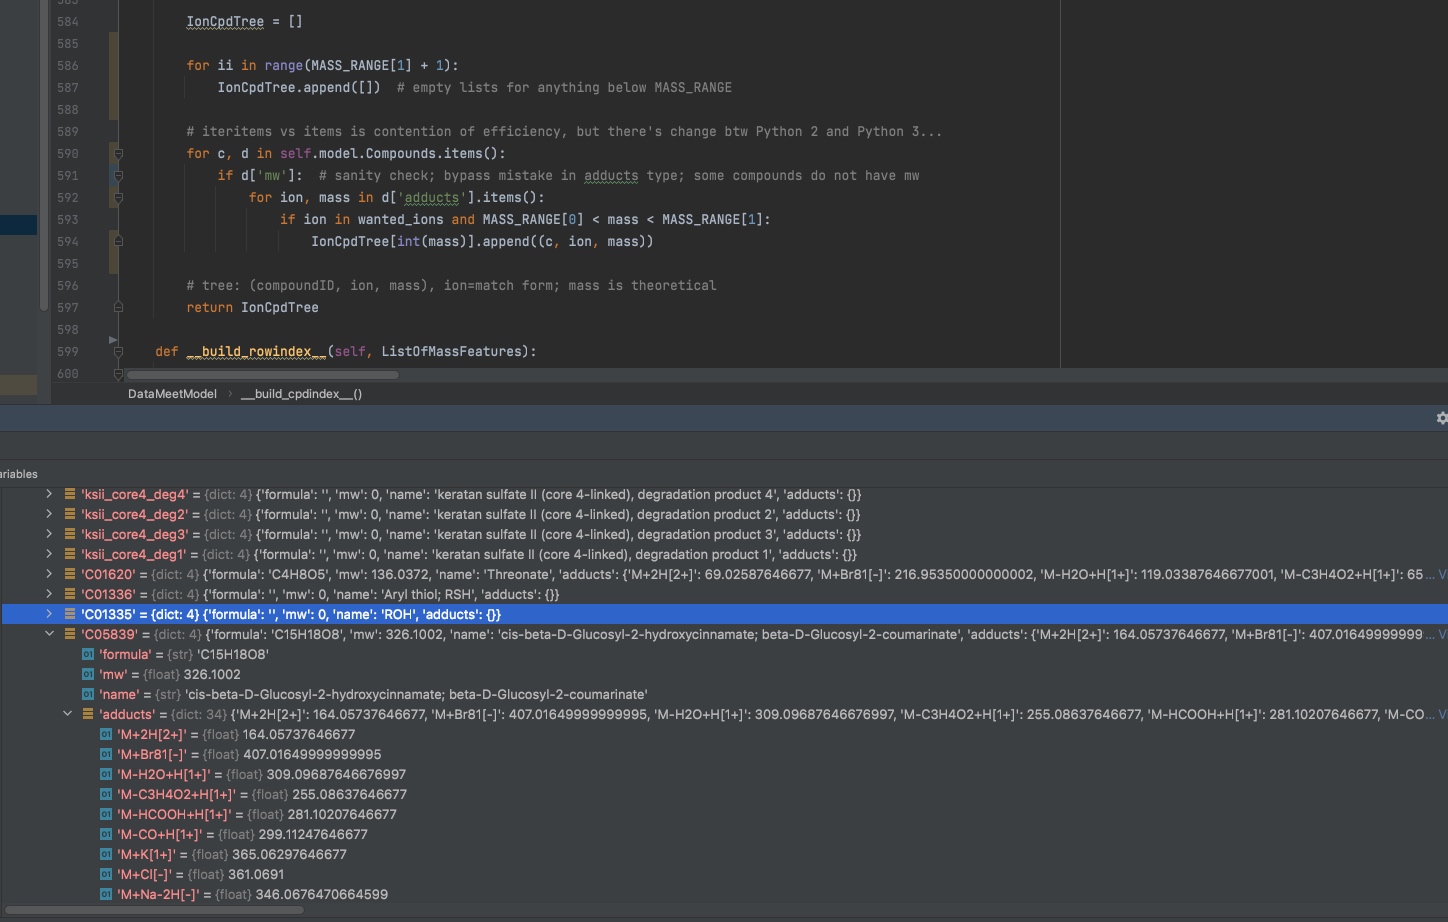 583
584 IonCpdTree = []
585
586 for ii in range(MASS_RANGE[1] + 1):
587 IonCpdTree.append([])  # empty lists for anything below MASS_RANGE
588
589 # iteritems vs items is contention of efficiency, but there's change btw Python 2 and Python 3...
590 for c, d in self.model.Compounds.items():
591 if d['mw']:  # sanity check; bypass mistake in adducts type; some compounds do not have mw
592 for ion, mass in d['adducts'].items():
593 if ion in wanted_ions and MASS_RANGE[0] < mass < MASS_RANGE[1]:
594 IonCpdTree[int(mass)].append((c, ion, mass))
595
596 # tree: (compoundID, ion, mass), ion=match form; mass is theoretical
597 return IonCpdTree
598
599 def __build_rowindex__(self, ListOfMassFeatures):
600
DataMeetModel › __build_cpdindex__()
ariables
'ksii_core4_deg4' = {dict: 4} {'formula': '', 'mw': 0, 'name': 'keratan sulfate II (core 4-linked), degradation product 4', 'adducts': {}}
'ksii_core4_deg2' = {dict: 4} {'formula': '', 'mw': 0, 'name': 'keratan sulfate II (core 4-linked), degradation product 2', 'adducts': {}}
'ksii_core4_deg3' = {dict: 4} {'formula': '', 'mw': 0, 'name': 'keratan sulfate II (core 4-linked), degradation product 3', 'adducts': {}}
'ksii_core4_deg1' = {dict: 4} {'formula': '', 'mw': 0, 'name': 'keratan sulfate II (core 4-linked), degradation product 1', 'adducts': {}}
'C01620' = {dict: 4} {'formula': 'C4H8O5', 'mw': 136.0372, 'name': 'Threonate', 'adducts': {'M+2H[2+]': 69.02587646677, 'M+Br81[-]': 216.95350000000002, 'M-H2O+H[1+]': 119.03387646677001, 'M-C3H4O2+H[1+]': 65... V
'C01336' = {dict: 4} {'formula': '', 'mw': 0, 'name': 'Aryl thiol; RSH', 'adducts': {}}
'C01335' = {dict: 4} {'formula': '', 'mw': 0, 'name': 'ROH', 'adducts': {}}
'C05839' = {dict: 4} {'formula': 'C15H18O8', 'mw': 326.1002, 'name': 'cis-beta-D-Glucosyl-2-hydroxycinnamate; beta-D-Glucosyl-2-coumarinate', 'adducts': {'M+2H[2+]': 164.05737646677, 'M+Br81[-]': 407.01649999999... V
'formula' = {str} 'C15H18O8'
'mw' = {float} 326.1002
'name' = {str} 'cis-beta-D-Glucosyl-2-hydroxycinnamate; beta-D-Glucosyl-2-coumarinate'
'adducts' = {dict: 34} {'M+2H[2+]': 164.05737646677, 'M+Br81[-]': 407.01649999999995, 'M-H2O+H[1+]': 309.09687646676997, 'M-C3H4O2+H[1+]': 255.08637646677, 'M-HCOOH+H[1+]': 281.10207646677, 'M-CO... V
'M+2H[2+]' = {float} 164.05737646677
'M+Br81[-]' = {float} 407.01649999999995
'M-H2O+H[1+]' = {float} 309.09687646676997
'M-C3H4O2+H[1+]' = {float} 255.08637646677
'M-HCOOH+H[1+]' = {float} 281.10207646677
'M-CO+H[1+]' = {float} 299.11247646677
'M+K[1+]' = {float} 365.06297646677
'M+Cl[-]' = {float} 361.0691
'M+Na-2H[-]' = {float} 346.0676470664599